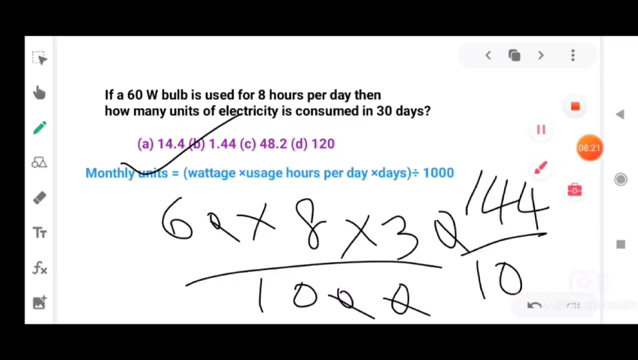 08:21
If a 60 W bulb is used for 8 hours per day then
how many units of electricity is consumed in 30 days?
(a) 14.4 (b) 1.44 (c) 48.2 (d) 120
Monthly units = (wattage ×usage hours per day ×days)÷ 1000
60 × 8 × 30 144
1000 10
Tт
fx